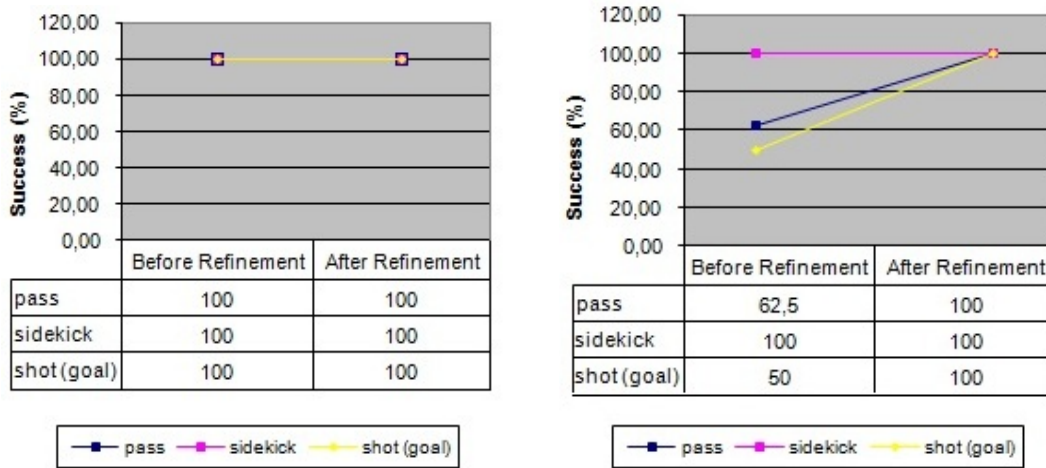 120,00
100,00
80,00
60,00
40,00
20,00
0,00
Success (%)
Before Refinement After Refinement
pass 100 100
sidekick 100 100
shot (goal) 100 100
pass sidekick shot (goal)
120,00
100,00
80,00
60,00
40,00
20,00
0,00
Success (%)
Before Refinement After Refinement
pass 62,5 100
sidekick 100 100
shot (goal) 50 100
pass sidekick shot (goal)